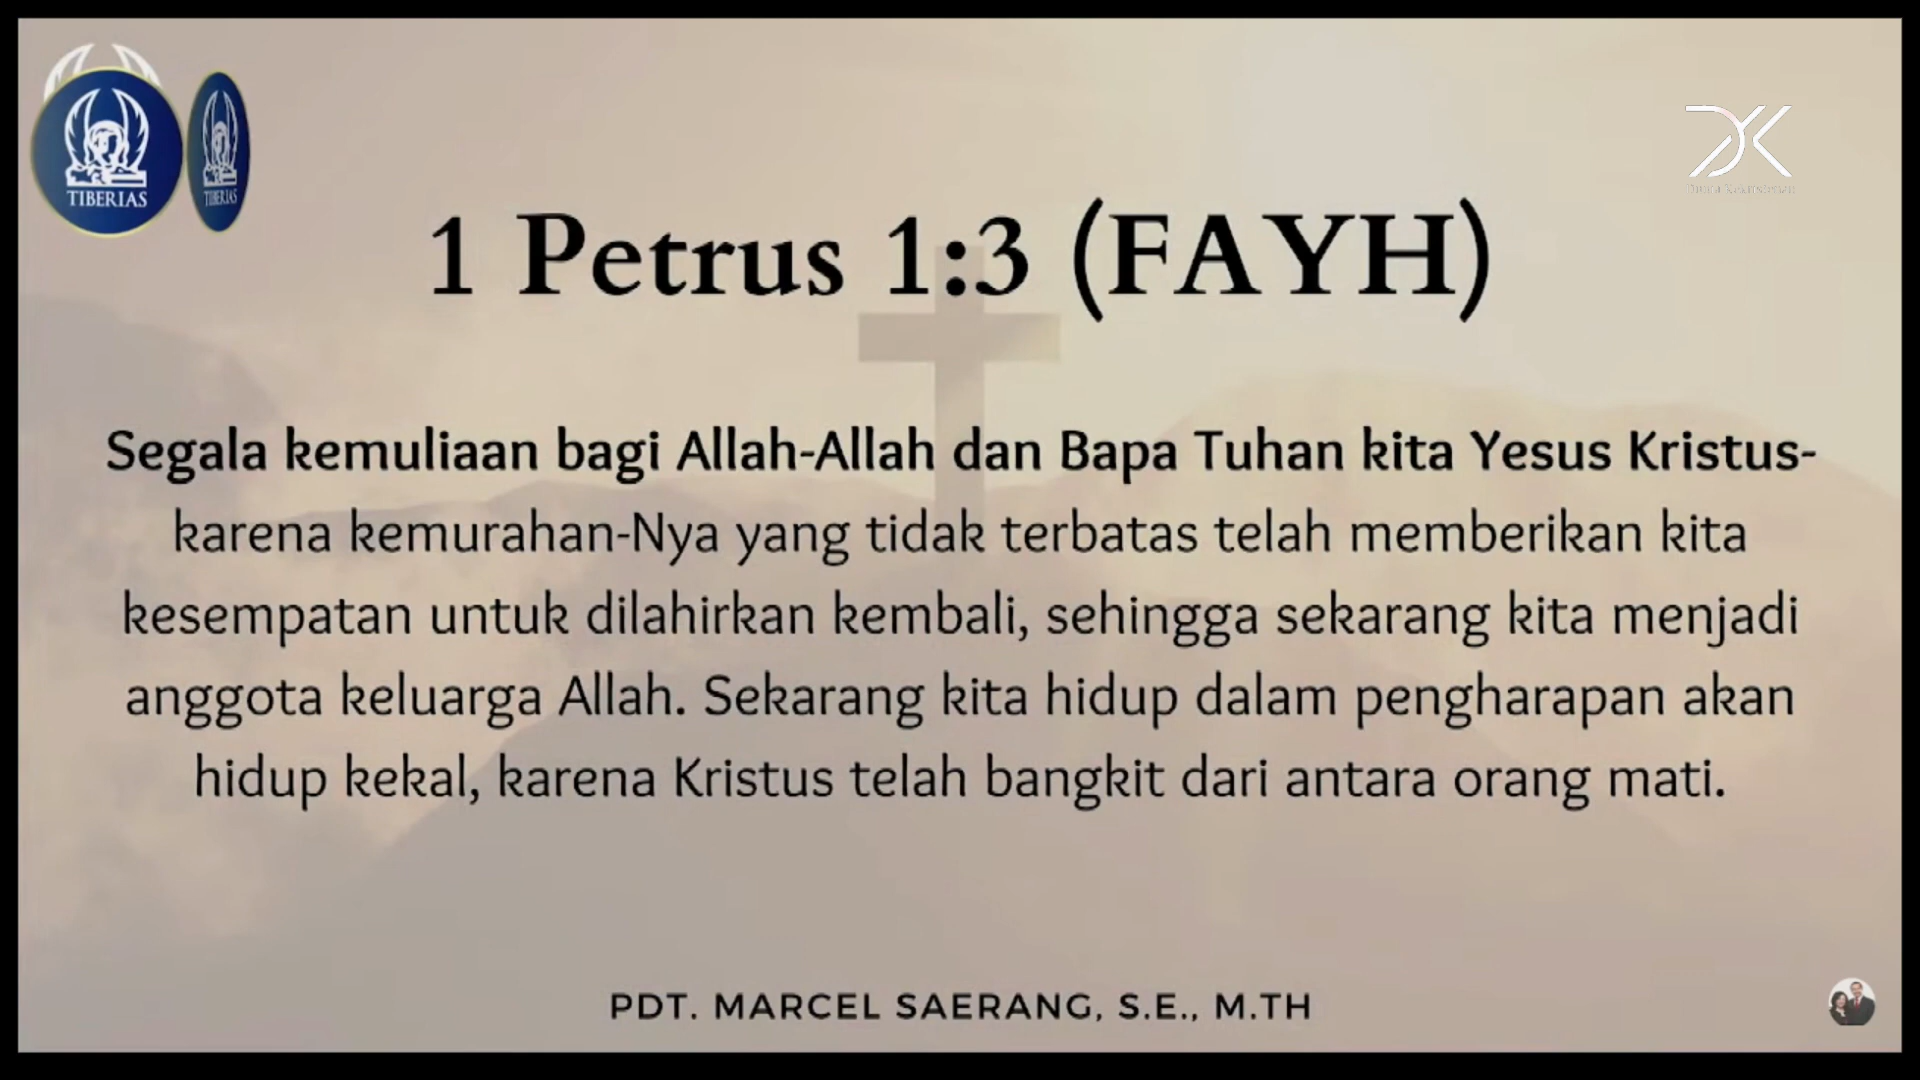 TIBERIAS
TIBERIAS
1 Petrus 1:3 (FAYH)
Segala kemuliaan bagi Allah-Allah dan Bapa Tuhan kita Yesus Kristus-
karena kemurahan-Nya yang tidak terbatas telah memberikan kita
kesempatan untuk dilahirkan kembali, sehingga sekarang kita menjadi
anggota keluarga Allah. Sekarang kita hidup dalam pengharapan akan
hidup kekal, karena Kristus telah bangkit dari antara orang mati.
PDT. MARCEL SAERANG, S.E., M.TH